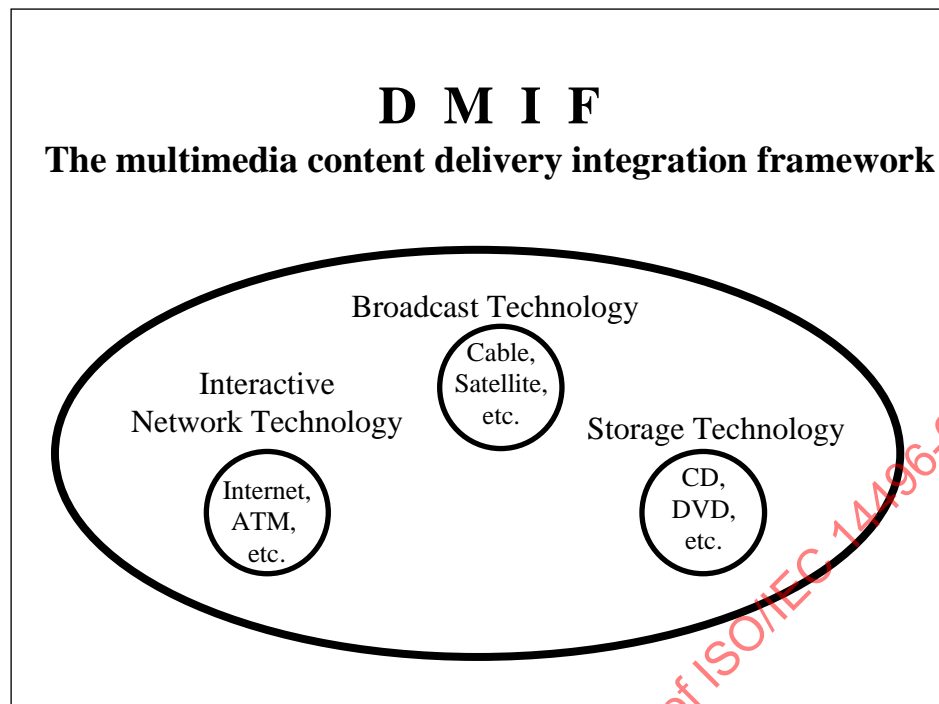 D M I F
The multimedia content delivery integration framework
Broadcast Technology
Cable,
Satellite,
etc.
Interactive
Network Technology
Internet,
ATM,
etc.
Storage Technology
CD,
DVD,
etc.
of ISO/IEC 14496-